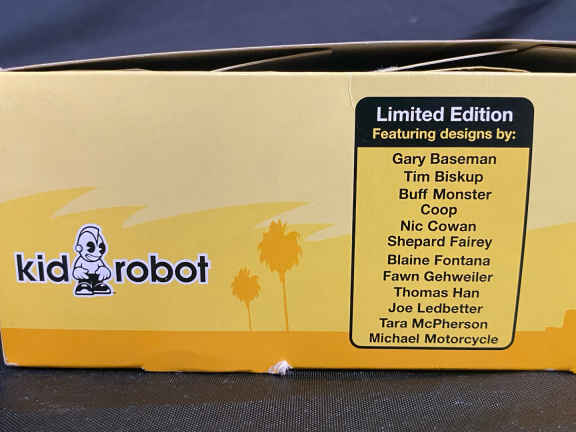 kid robot
Limited Edition
Featuring designs by:
Gary Baseman
Tim Biskup
Buff Monster
Coop
Nic Cowan
Shepard Fairey
Blaine Fontana
Fawn Gehweiler
Thomas Han
Joe Ledbetter
Tara McPherson
Michael Motorcycle